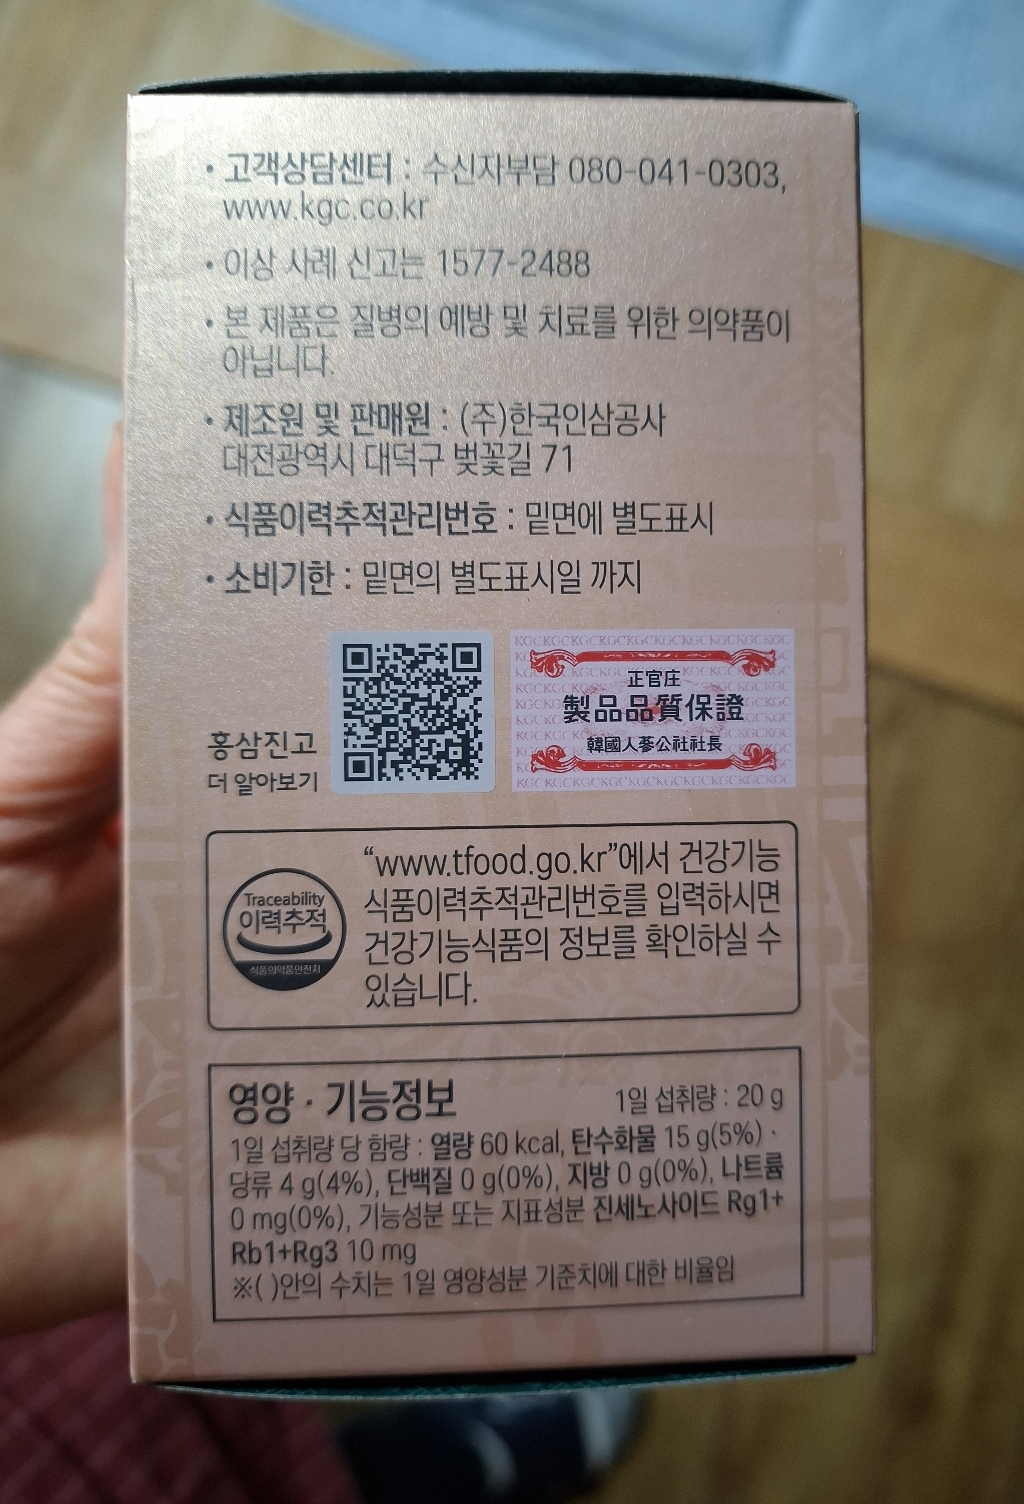 • 고객상담센터 : 수신자부담 080-041-0303,
www.kgc.co.kr
• 이상 사례 신고는 1577-2488
• 본 제품은 질병의 예방 및 치료를 위한 의약품이
아닙니다.
• 제조원 및 판매원 : (주)한국인삼공사
대전광역시 대덕구 벚꽃길 71
• 식품이력추적관리번호 : 밑면에 별도표시
• 소비기한 : 밑면의 별도표시일 까지
홍삼진고
더 알아보기
正官庄
製品品質保證
韓國人蔘公社社長
Traceability
이력추적
식품의약품안전처
“www.tfood.go.kr”에서 건강기능
식품이력추적관리번호를 입력하시면
건강기능식품의 정보를 확인하실 수
있습니다.
영양 · 기능정보
1일 섭취량 : 20 g
1일 섭취량 당 함량 : 열량 60 kcal, 탄수화물 15 g(5%) ·
당류 4 g(4%), 단백질 0 g(0%), 지방 0 g(0%), 나트륨
0 mg(0%), 기능성분 또는 지표성분 진세노사이드 Rg1+
Rb1+Rg3 10 mg
※( )안의 수치는 1일 영양성분 기준치에 대한 비율임